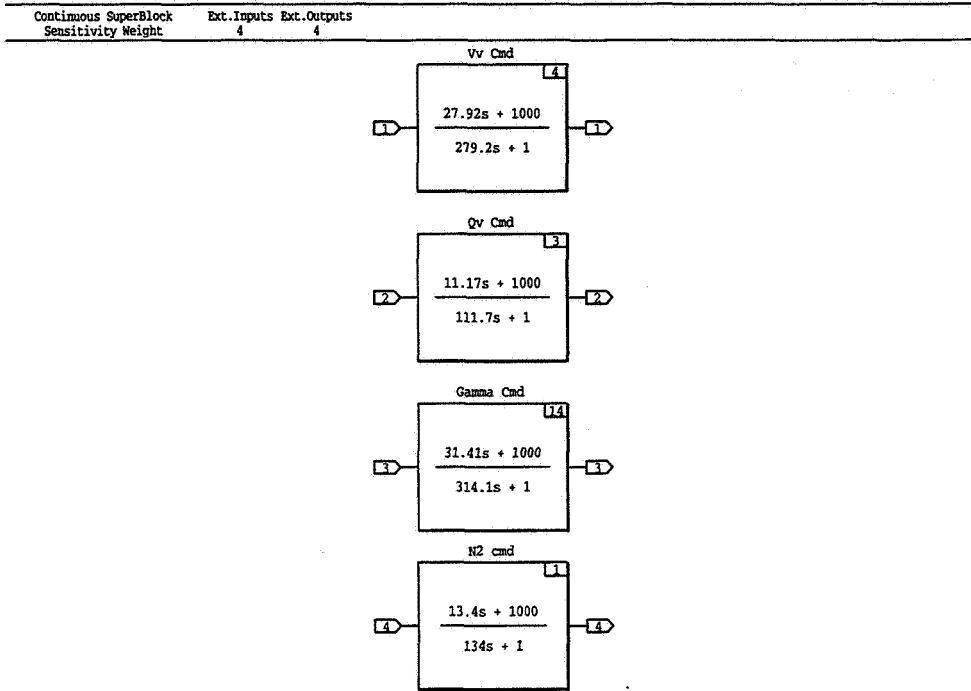 Continuous SuperBlock Ext.Inputs Ext.Outputs
Sensitivity Weight 4 4
Vv Cmd
4
27.92s + 1000
1 1
279.2s + 1
Qv Cmd
3
11.17s + 1000
2 2
111.7s + 1
Gamma Cmd
14
31.41s + 1000
3 3
314.1s + 1
N2 cmd
1
13.4s + 1000
4 4
134s + 1